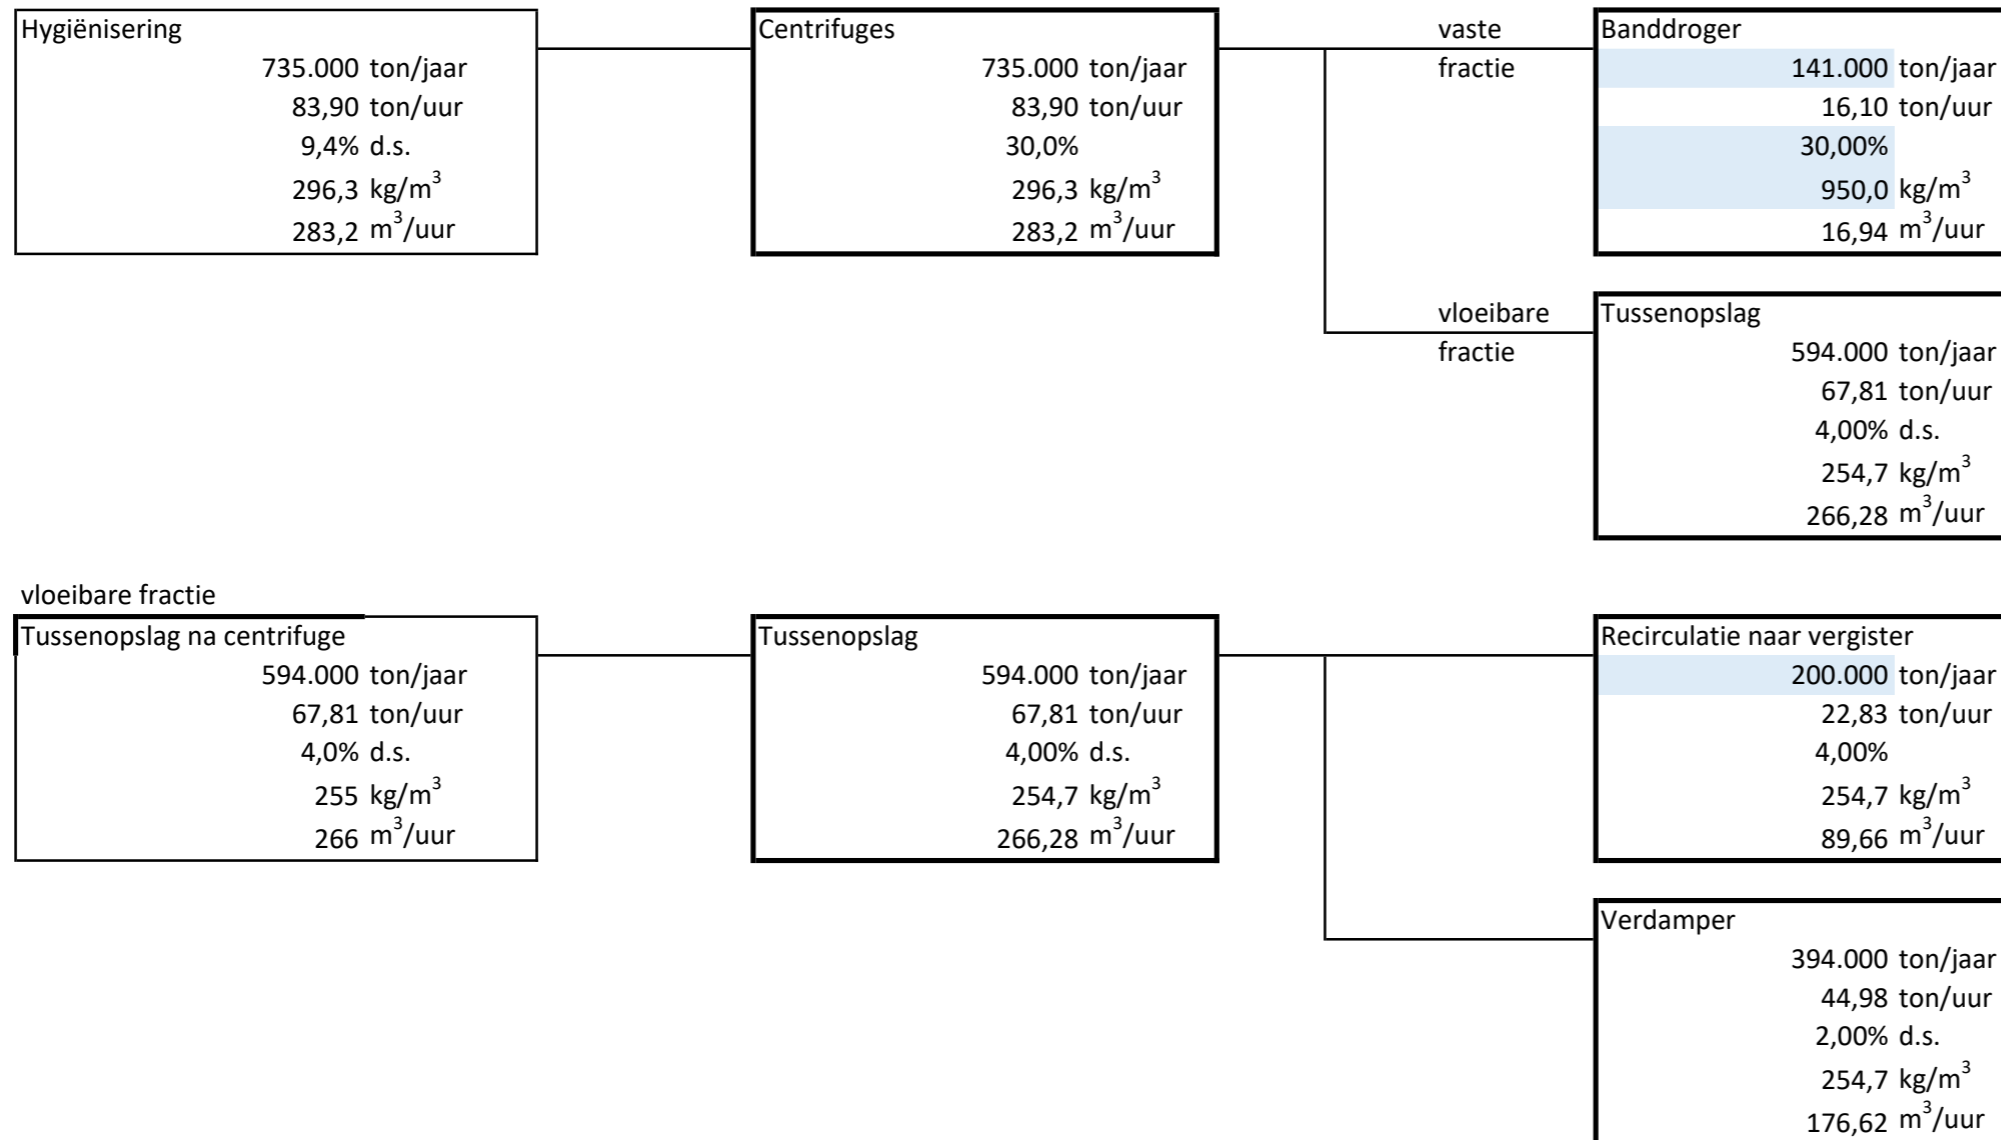 Hygiënisering
735.000 ton/jaar
83,90 ton/uur
9,4% d.s.
296,3 kg/m³
283,2 m³/uur
Centrifuges
735.000 ton/jaar
83,90 ton/uur
30,0%
296,3 kg/m³
283,2 m³/uur
vaste
fractie
Banddroger
141.000 ton/jaar
16,10 ton/uur
30,00%
950,0 kg/m³
16,94 m³/uur
vloeibare
fractie
Tussenopslag
594.000 ton/jaar
67,81 ton/uur
4,00% d.s.
254,7 kg/m³
266,28 m³/uur
vloeibare fractie
Tussenopslag na centrifuge
594.000 ton/jaar
67,81 ton/uur
4,0% d.s.
255 kg/m³
266 m³/uur
Tussenopslag
594.000 ton/jaar
67,81 ton/uur
4,00% d.s.
254,7 kg/m³
266,28 m³/uur
Recirculatie naar vergister
200.000 ton/jaar
22,83 ton/uur
4,00%
254,7 kg/m³
89,66 m³/uur
Verdamper
394.000 ton/jaar
44,98 ton/uur
2,00% d.s.
254,7 kg/m³
176,62 m³/uur